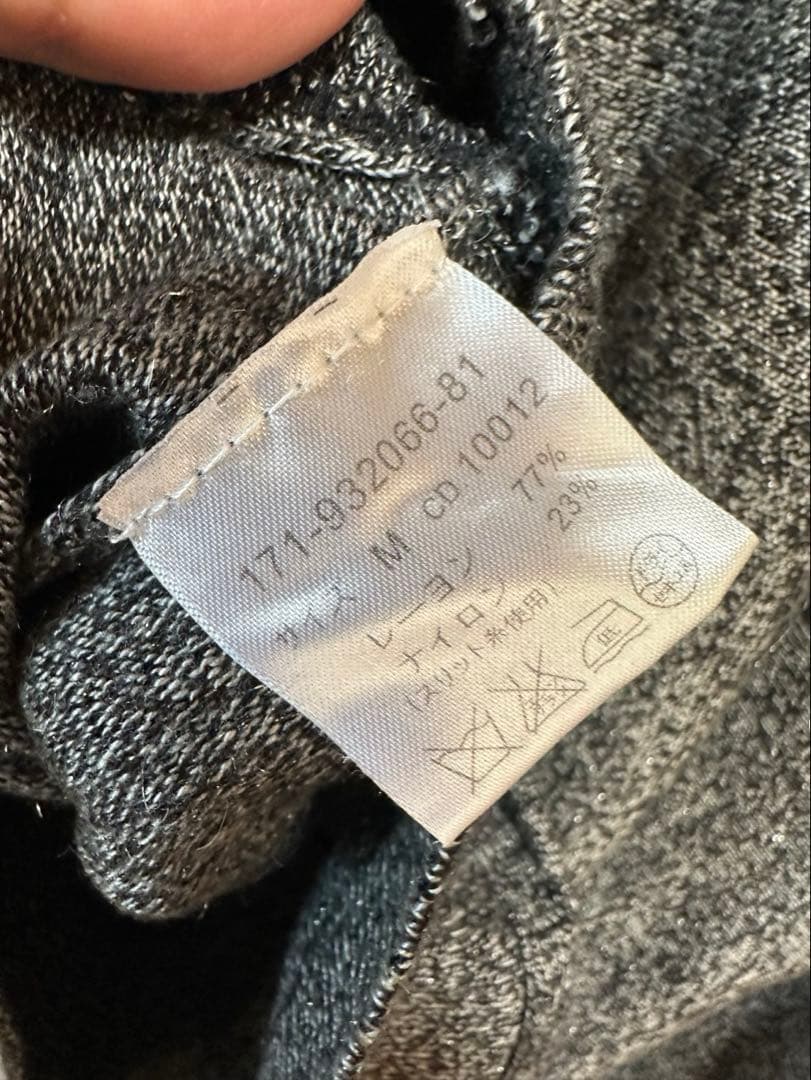 171-932066-81
サイズ M CD 10012
レーヨン 77%
ナイロン 23%
(スリット糸使用)
低